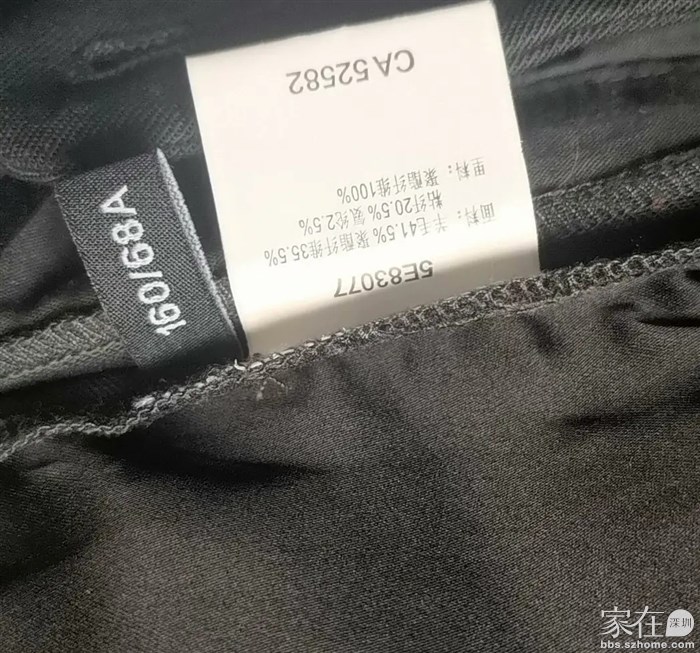 5E83077
面料：羊毛41.5% 聚酯纤维35.5%
粘纤20.5% 氨纶2.5%
里料：聚酯纤维100%
CA 52582
160/68A
家在深圳
bbs.szhome.com